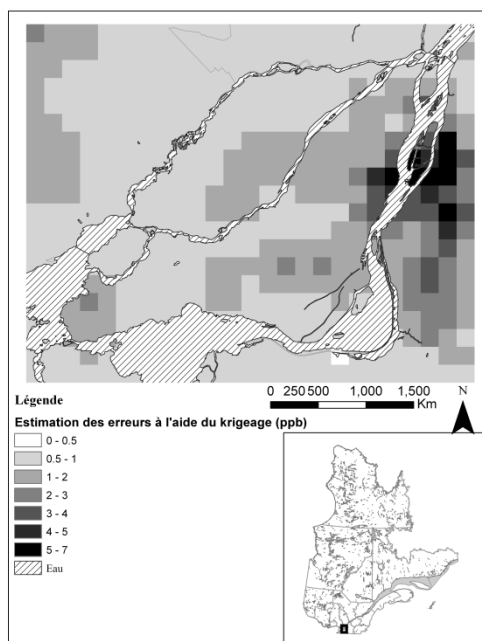 Légende
0 250 500 1,000 1,500
Km
N
Estimation des erreurs à l'aide du krigeage (ppb)
0 - 0.5
0.5 - 1
1 - 2
2 - 3
3 - 4
4 - 5
5 - 7
Eau